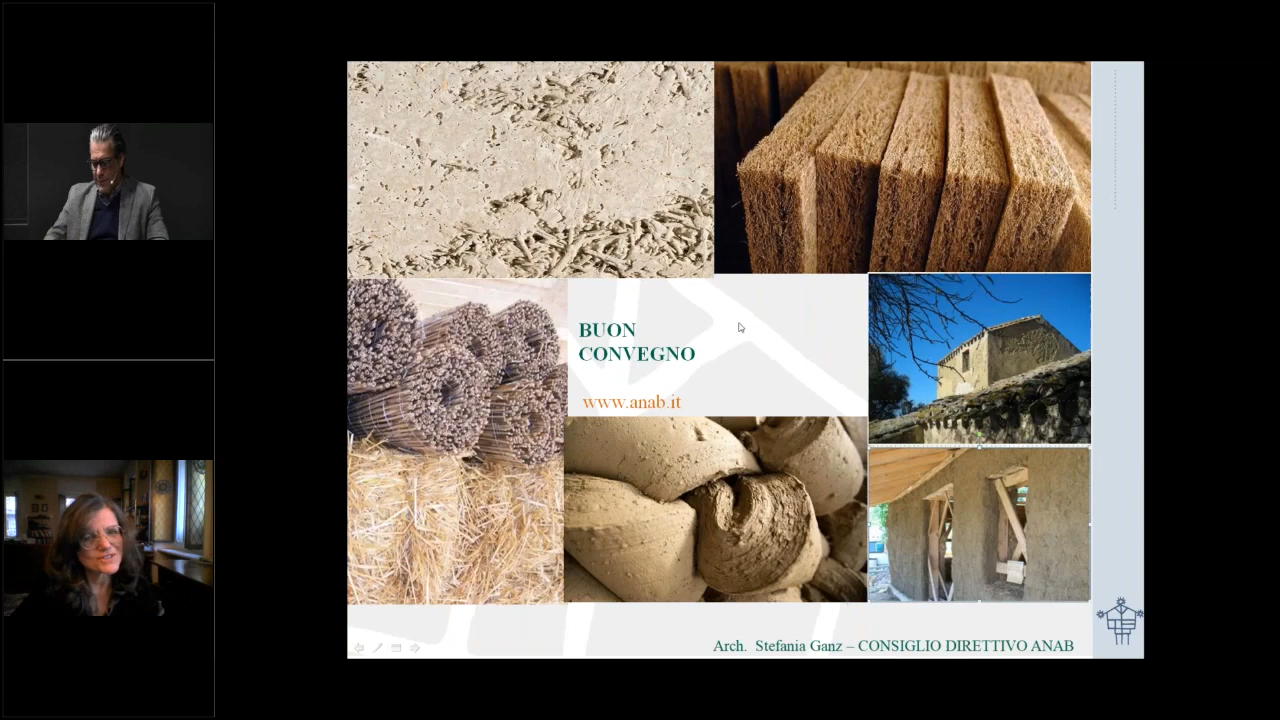 BUON
CONVEGNO
www.anab.it
Arch. Stefania Ganz – CONSIGLIO DIRETTIVO ANAB